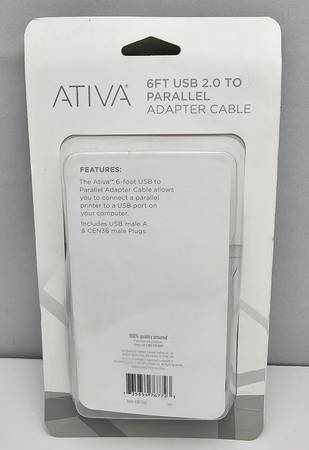 ATIVA®
6FT USB 2.0 TO
PARALLEL
ADAPTER CABLE
FEATURES:
The Ativa™ 6-foot USB to
Parallel Adapter Cable allows
you to connect a parallel
printer to a USB port on
your computer.
Includes USB male A
& CEN36 male Plugs.
100% quality assured